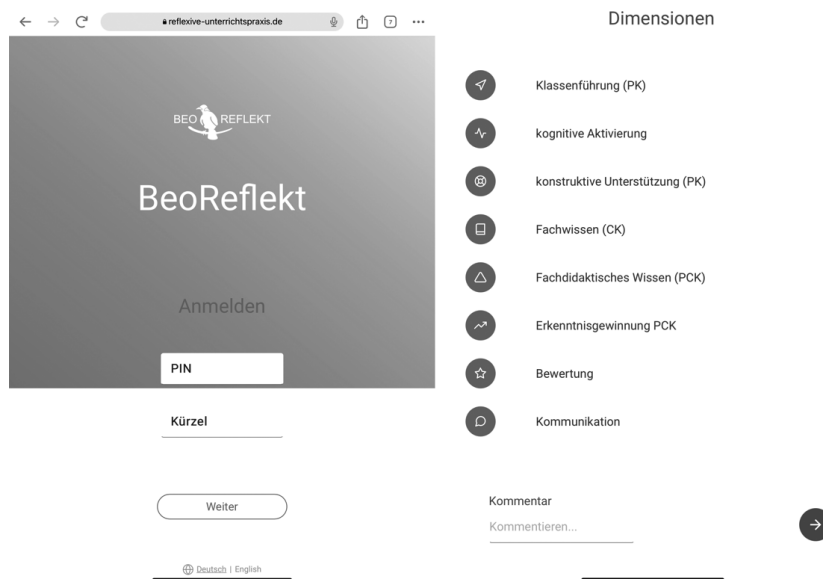 reflexive-unterrichtspraxis.de
7
BEO REFLEKT
BeoReflekt
Anmelden
PIN
Kürzel
Weiter
Deutsch | English
Dimensionen
Klassenführung (PK)
kognitive Aktivierung
konstruktive Unterstützung (PK)
Fachwissen (CK)
Fachdidaktisches Wissen (PCK)
Erkenntnisgewinnung PCK
Bewertung
Kommunikation
Kommentar
Kommentieren...